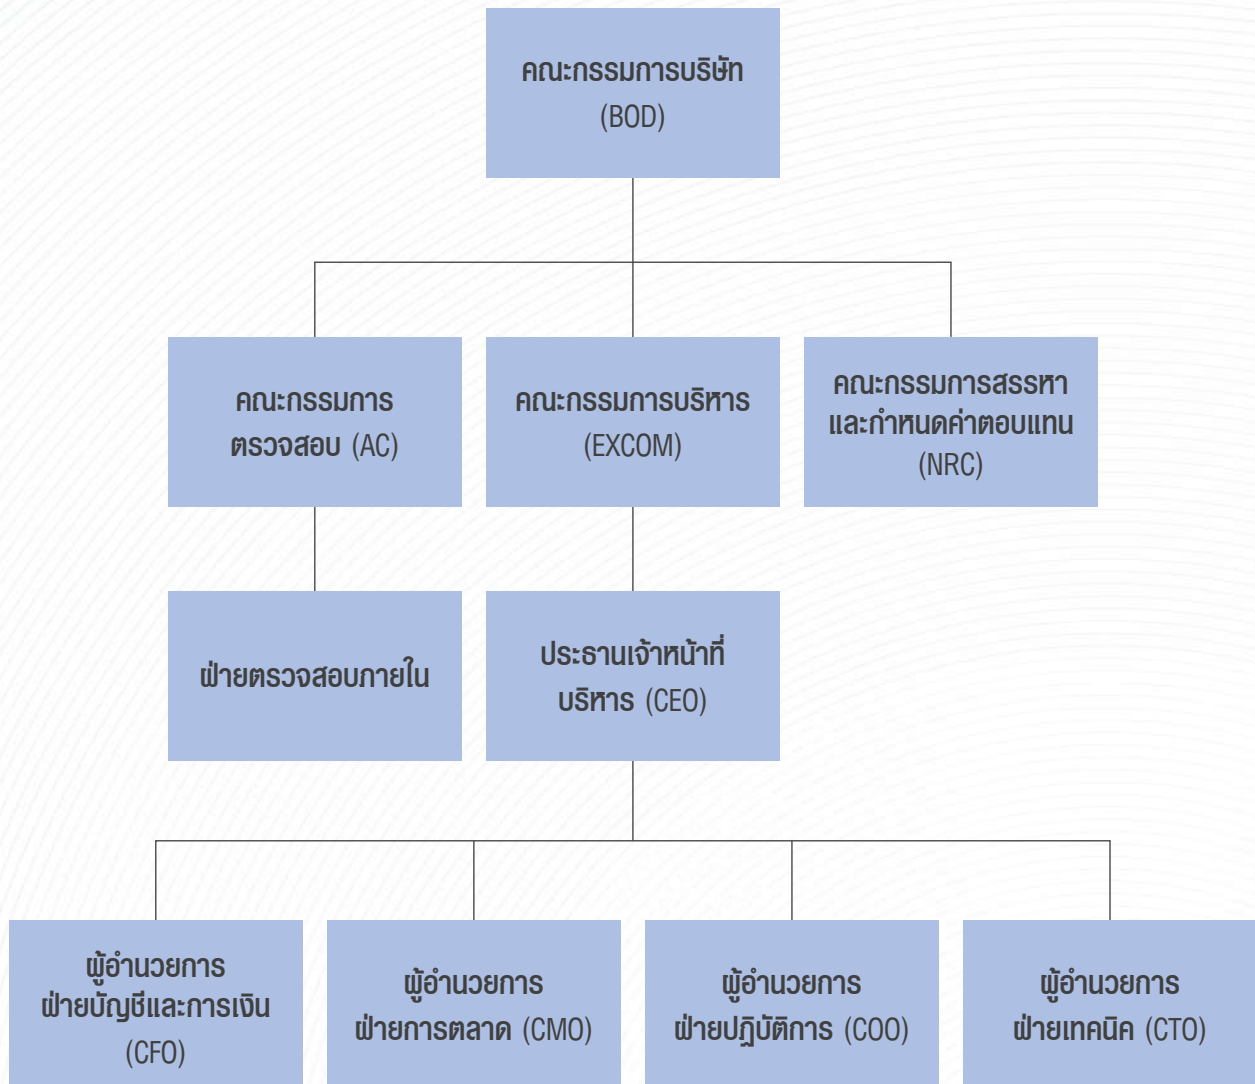 คณะกรรมการบริษัท
(BOD)
คณะกรรมการ
ตรวจสอบ (AC)
คณะกรรมการบริหาร
(EXCOM)
คณะกรรมการสรรหา
และกำหนดค่าตอบแทน
(NRC)
ฝ่ายตรวจสอบภายใน
ประธานเจ้าหน้าที่
บริหาร (CEO)
ผู้อำนวยการ
ฝ่ายบัญชีและการเงิน
(CFO)
ผู้อำนวยการ
ฝ่ายการตลาด (CMO)
ผู้อำนวยการ
ฝ่ายปฏิบัติการ (COO)
ผู้อำนวยการ
ฝ่ายเทคนิค (CTO)